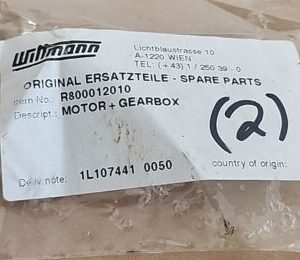 Wittmann
Lichtblaustrasse 10
A-1220 WIEN
TEL: (+43) 1 / 250 39 - 0
ORIGINAL ERSATZTEILE - SPARE PARTS
Item No.: R800012010
Descript.: MOTOR + GEARBOX
(2)
Deliv.note: 1L107441 0050
country of origin: